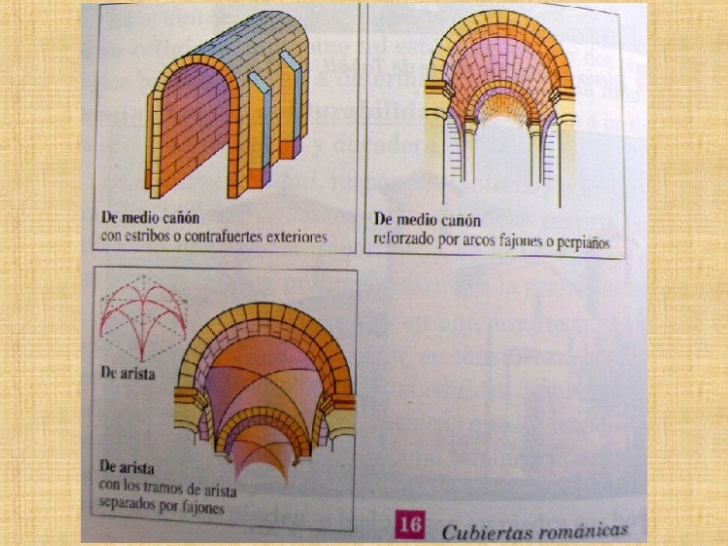 De medio cañón
con estribos o contrafuertes exteriores
De medio cañón
reforzado por arcos fajones o perpiaños
De arista
De arista
con los tramos de arista
separados por fajones
16 Cubiertas románicas